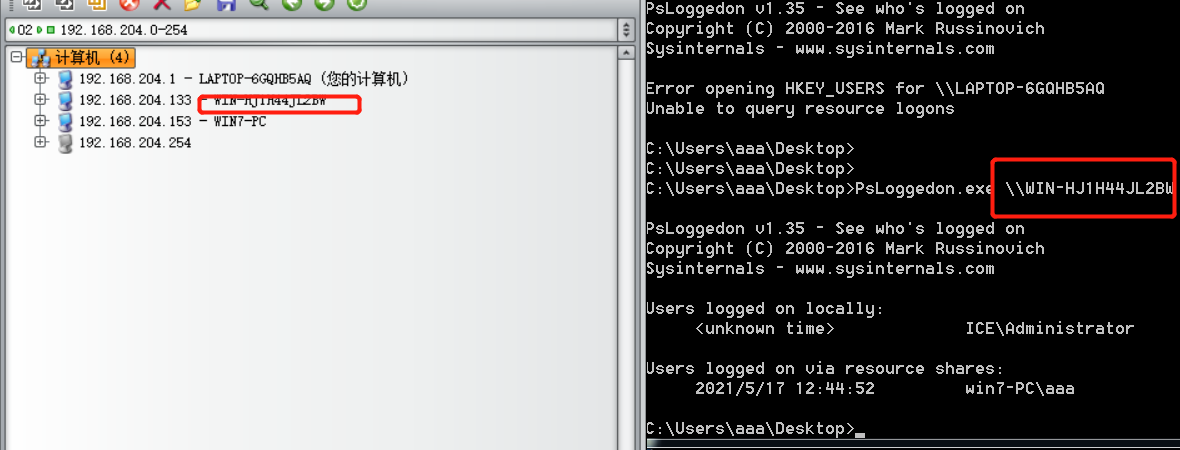 02 192.168.204.0-254
计算机 (4)
192.168.204.1 - LAPTOP-6GQHB5AQ (您的计算机)
192.168.204.133 - WIN-HJ1H44JL2BW
192.168.204.153 - WIN7-PC
192.168.204.254
PsLoggedon v1.35 - See who's logged on
Copyright (C) 2000-2016 Mark Russinovich
Sysinternals - www.sysinternals.com
Error opening HKEY_USERS for \\LAPTOP-6GQHB5AQ
Unable to query resource logons
C:\Users\aaa\Desktop>
C:\Users\aaa\Desktop>
C:\Users\aaa\Desktop>PsLoggedon.exe \\WIN-HJ1H44JL2BW
PsLoggedon v1.35 - See who's logged on
Copyright (C) 2000-2016 Mark Russinovich
Sysinternals - www.sysinternals.com
Users logged on locally:
<unknown time> ICE\Administrator
Users logged on via resource shares:
2021/5/17 12:44:52 win7-PC\aaa
C:\Users\aaa\Desktop>_